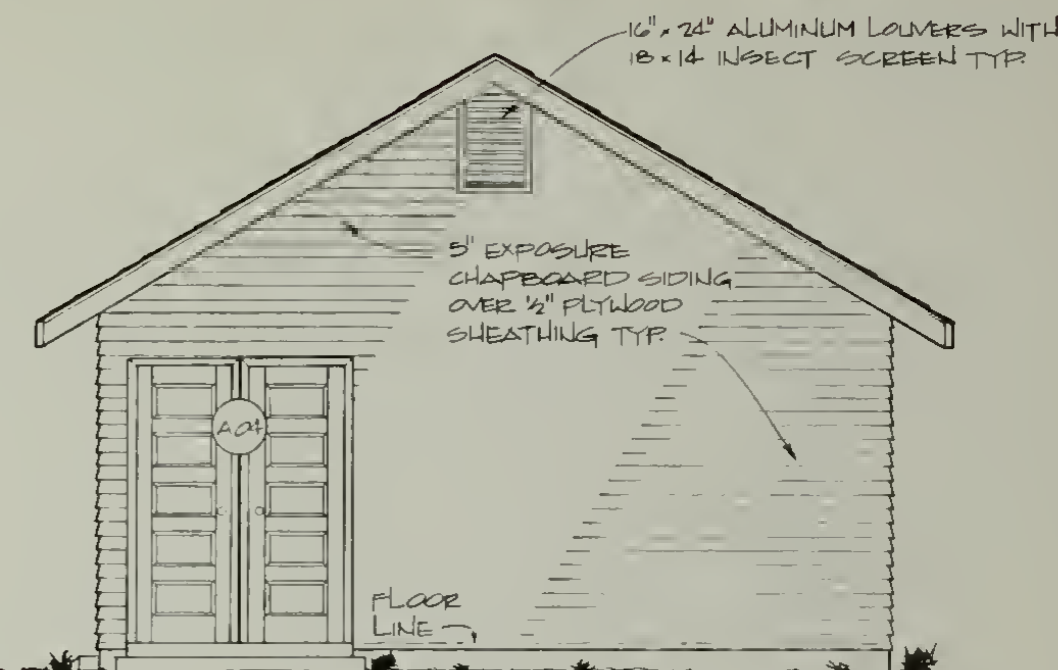 16" x 24" ALUMINUM LOUVERS WITH
18 x 14 INSECT SCREEN TYP.
5" EXPOSURE
CHAPBOARD SIDING
OVER ½" PLYWOOD
SHEATHING TYP.
A04
FLOOR
LINE